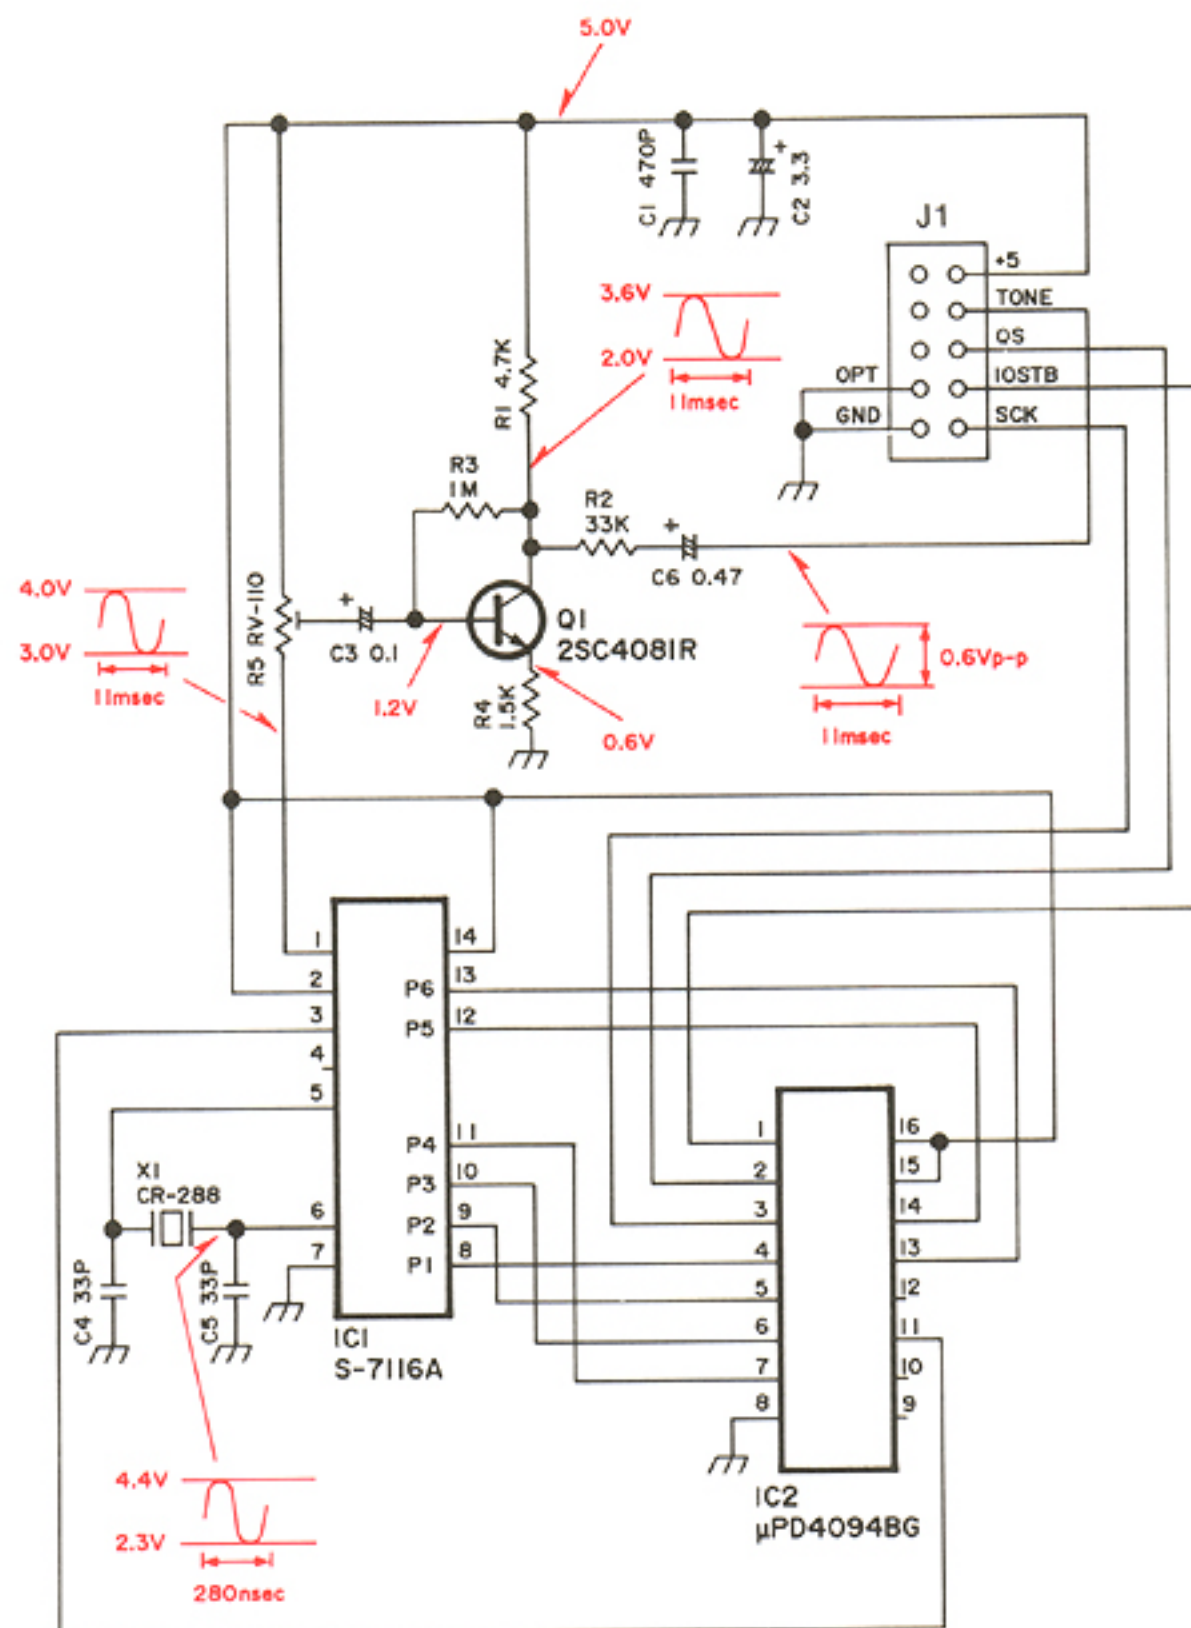 5.0V
C1 470P
C2 3.3
+
J1
+5
TONE
QS
IOSTB
SCK
OPT
GND
3.6V
2.0V
11msec
R1 4.7K
R3
1M
R2
33K
+
C6 0.47
4.0V
3.0V
11msec
R5 RV-110
+
C3 0.1
Q1
2SC4081R
1.2V
R4
1.5K
0.6V
0.6Vp-p
11msec
1
2
3
4
5
6
7
14
P6 13
P5 12
P4 11
P3 10
P2 9
P1 8
X1
CR-288
C4 33P
C5 33P
IC1
S-7116A
1
2
3
4
5
6
7
8
16
15
14
13
12
11
10
9
IC2
μPD4094BG
4.4V
2.3V
280nsec